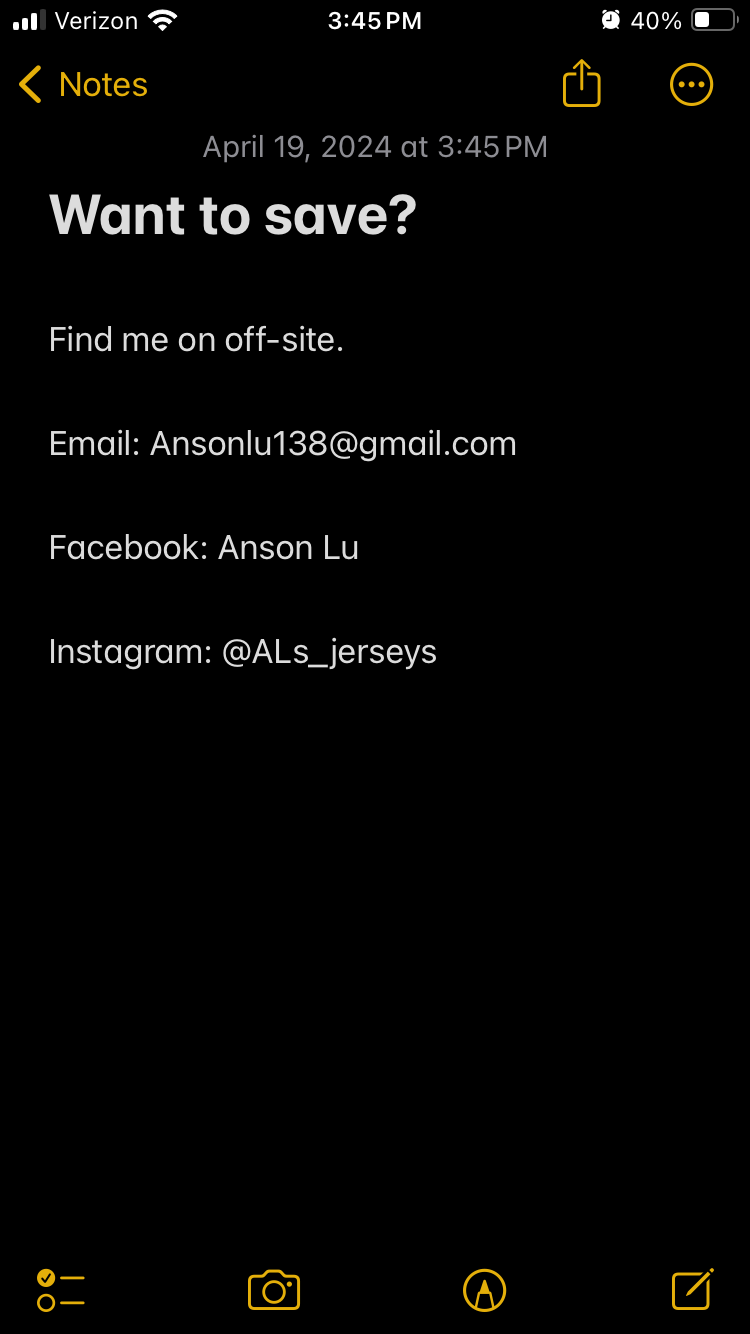 Verizon 3:45 PM 40%
Notes
April 19, 2024 at 3:45 PM
Want to save?
Find me on off-site.
Email: Ansonlu138@gmail.com
Facebook: Anson Lu
Instagram: @ALs_jerseys